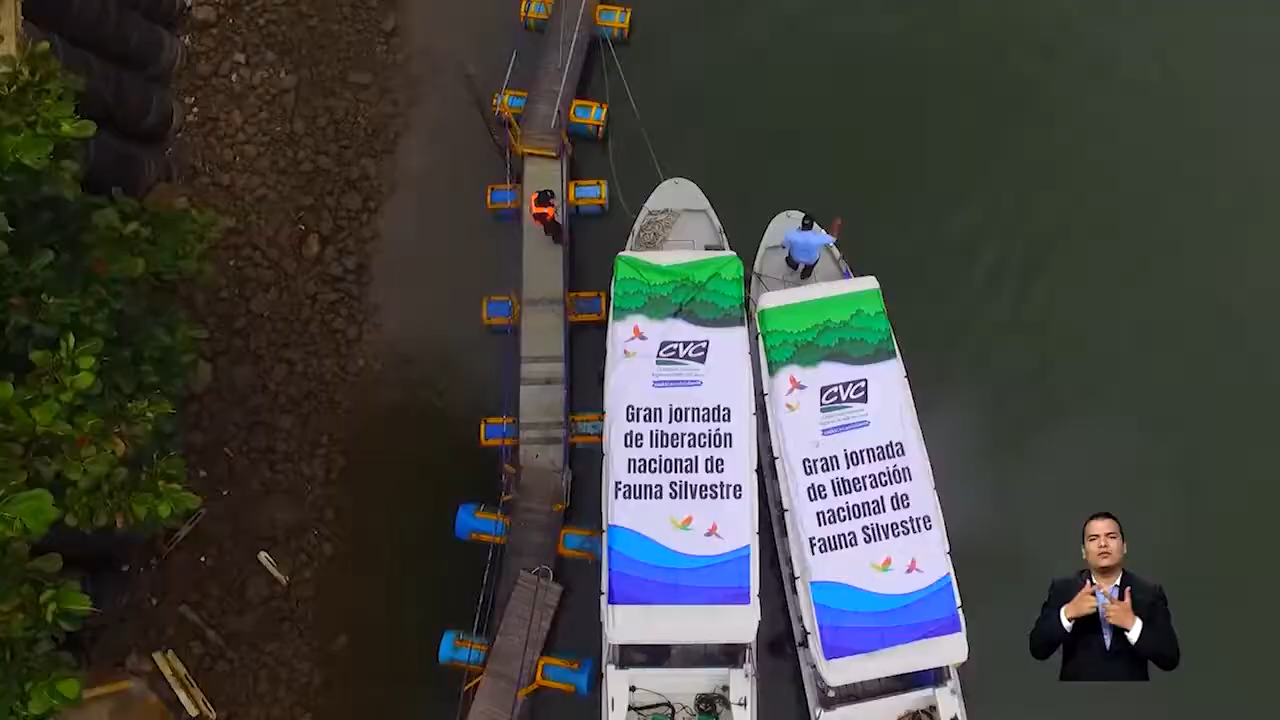 CVC
Gran jornada
de liberación
nacional de
Fauna Silvestre
CVC
Gran jornada
de liberación
nacional de
Fauna Silvestre